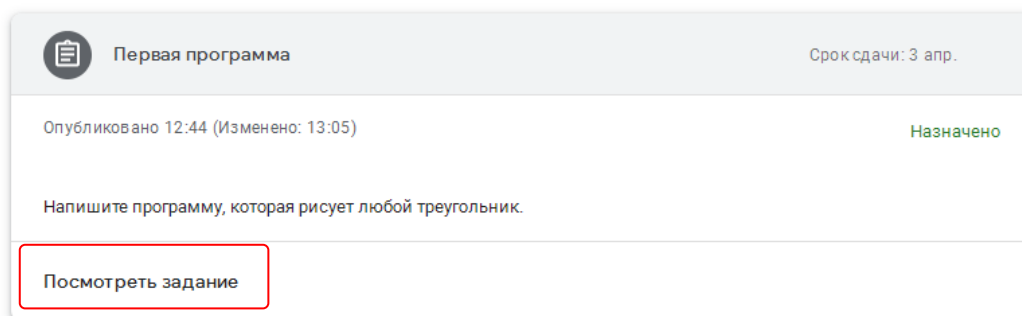 Первая программа
Срок сдачи: 3 апр.
Опубликовано 12:44 (Изменено: 13:05)
Назначено
Напишите программу, которая рисует любой треугольник.
Посмотреть задание